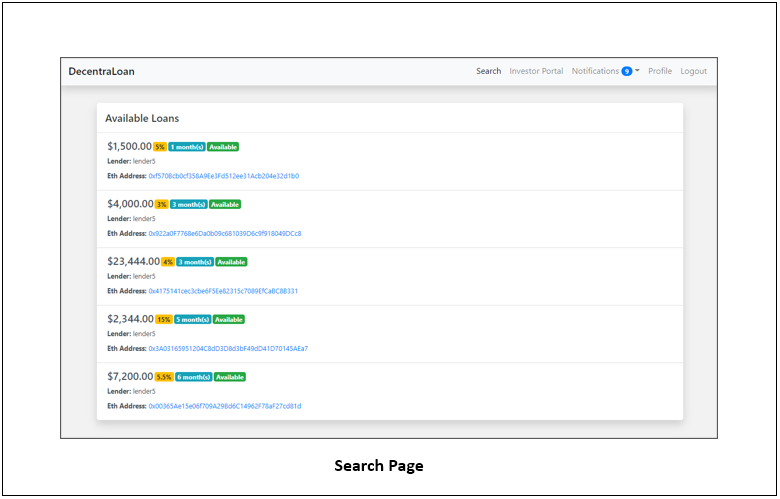 DecentraLoan
Search Investor Portal Notifications 9 Profile Logout
Available Loans
$1,500.00 5% 1 month(s) Available
Lender: lender5
Eth Address: 0xf5708cb0cf358A9Ee3Fd512ee31Acb204e32d1b0
$4,000.00 3% 3 month(s) Available
Lender: lender5
Eth Address: 0x922a0F7768e6Da0b09c681039D6c9f918049DCc8
$23,444.00 4% 3 month(s) Available
Lender: lender5
Eth Address: 0x4175141cec3cbe6F5Ee82315c7089EfCaBC8B331
$2,344.00 15% 5 month(s) Available
Lender: lender5
Eth Address: 0x3A03165951204C8dD3D8d3bF49dD41D70145AEa7
$7,200.00 5.5% 6 month(s) Available
Lender: lender5
Eth Address: 0x00365Ae15e06f709A298d6C14962F78aF27cd81d
Search Page